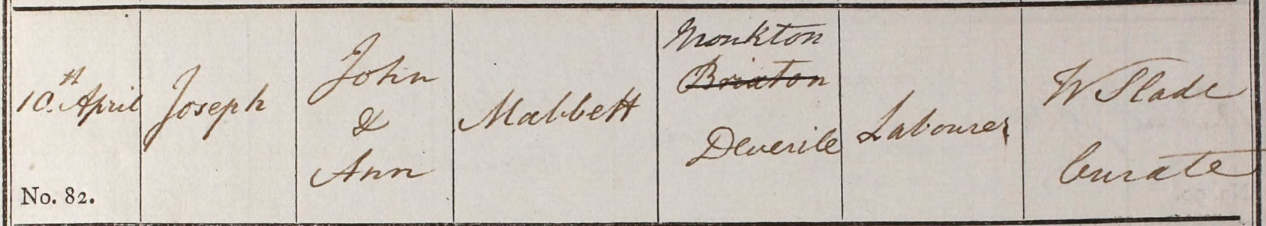 10th April
No. 82.
Joseph
John
&
Ann
Mabbett
Monkton
Brixton
Deverile
Labourer
W Slade
Curate